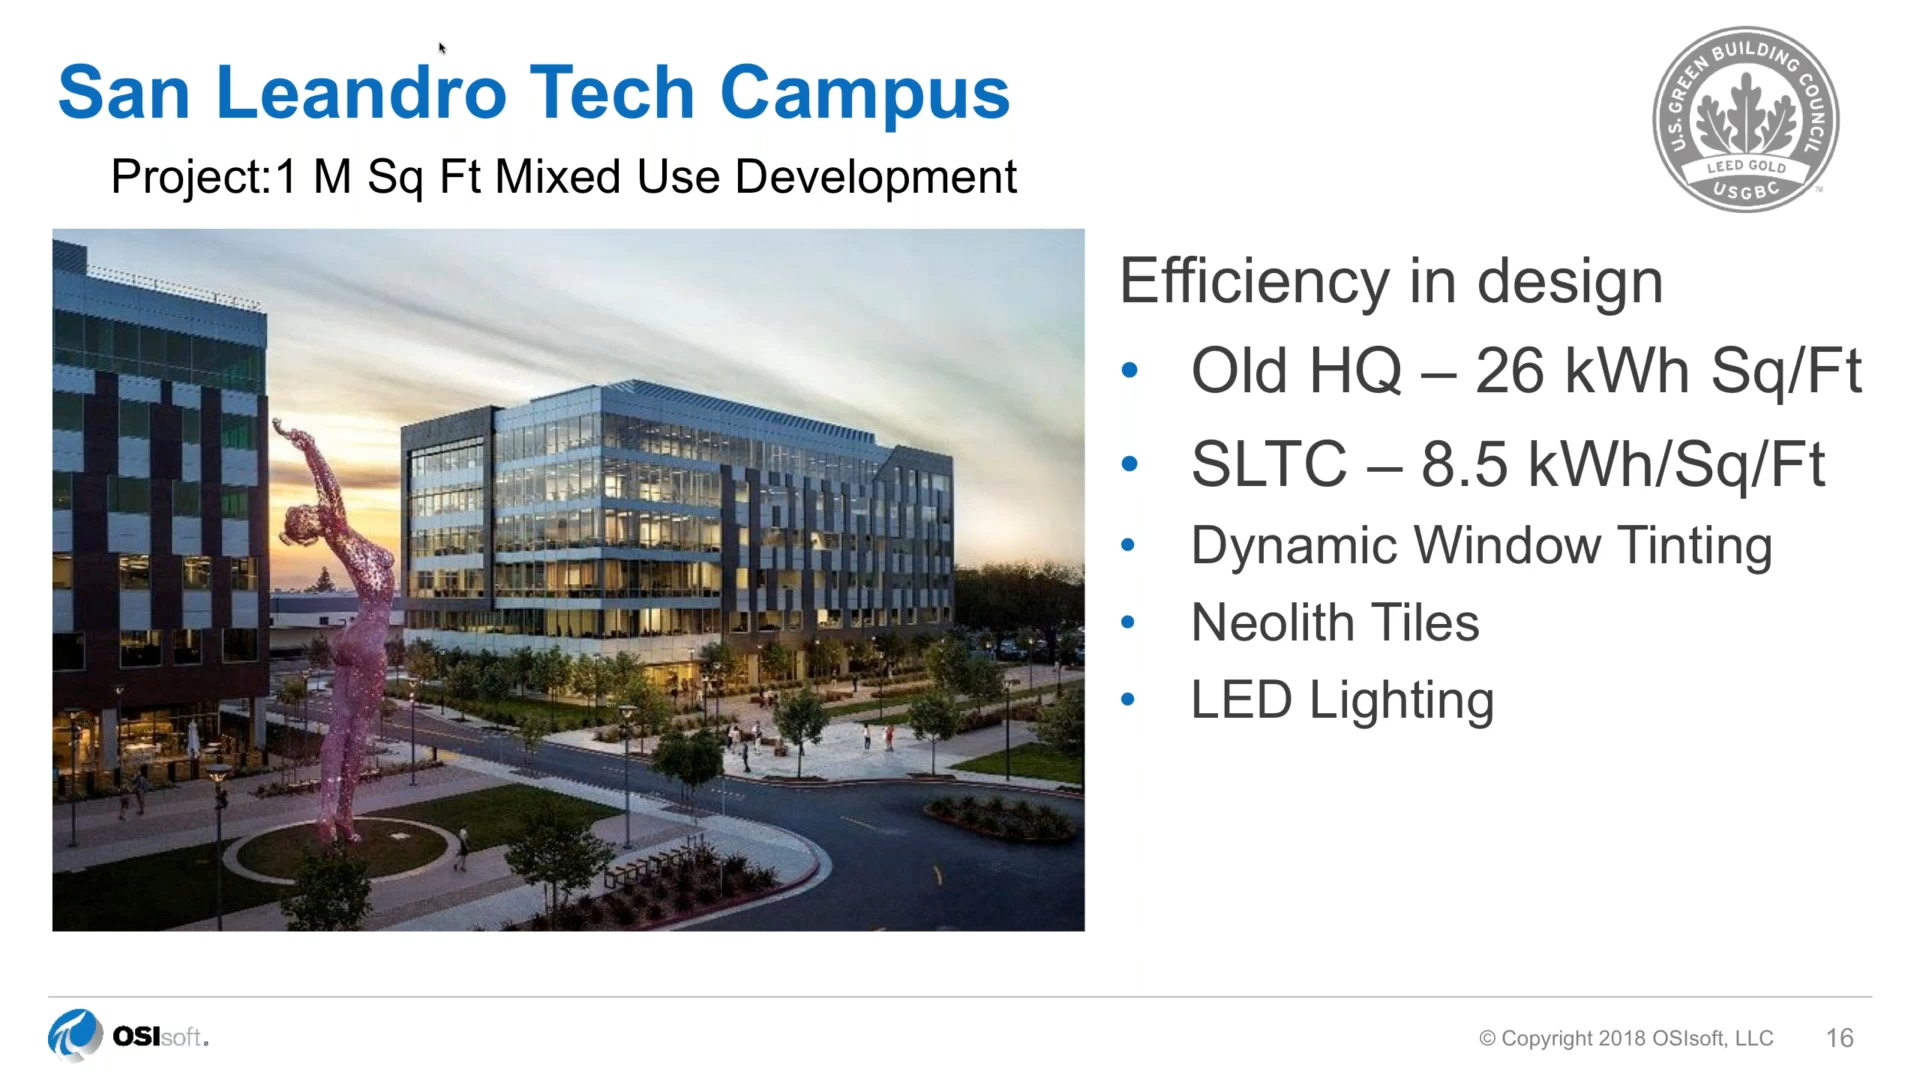 San Leandro Tech Campus
Project:1 M Sq Ft Mixed Use Development
U.S. GREEN BUILDING COUNCIL
LEED GOLD
USGBC
TM
Efficiency in design
• Old HQ – 26 kWh Sq/Ft
• SLTC – 8.5 kWh/Sq/Ft
• Dynamic Window Tinting
• Neolith Tiles
• LED Lighting
OSIsoft.
© Copyright 2018 OSIsoft, LLC 16